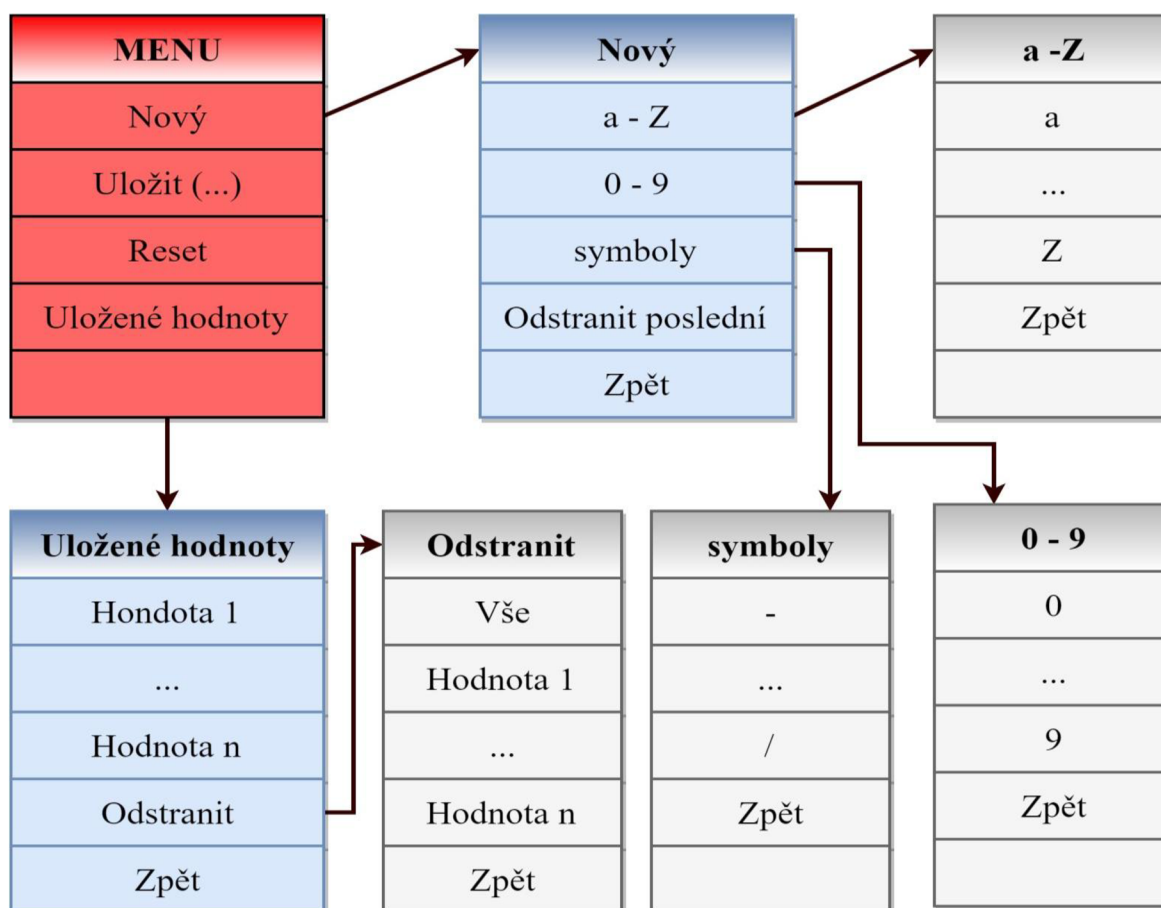 MENU
Nový
Uložit (...)
Reset
Uložené hodnoty
Nový
a - Z
0 - 9
symboly
Odstranit poslední
Zpět
a -Z
a
...
Z
Zpět
Uložené hodnoty
Hondota 1
...
Hodnota n
Odstranit
Zpět
Odstranit
Vše
Hodnota 1
...
Hodnota n
Zpět
symboly
-
...
/
Zpět
0 - 9
0
...
9
Zpět